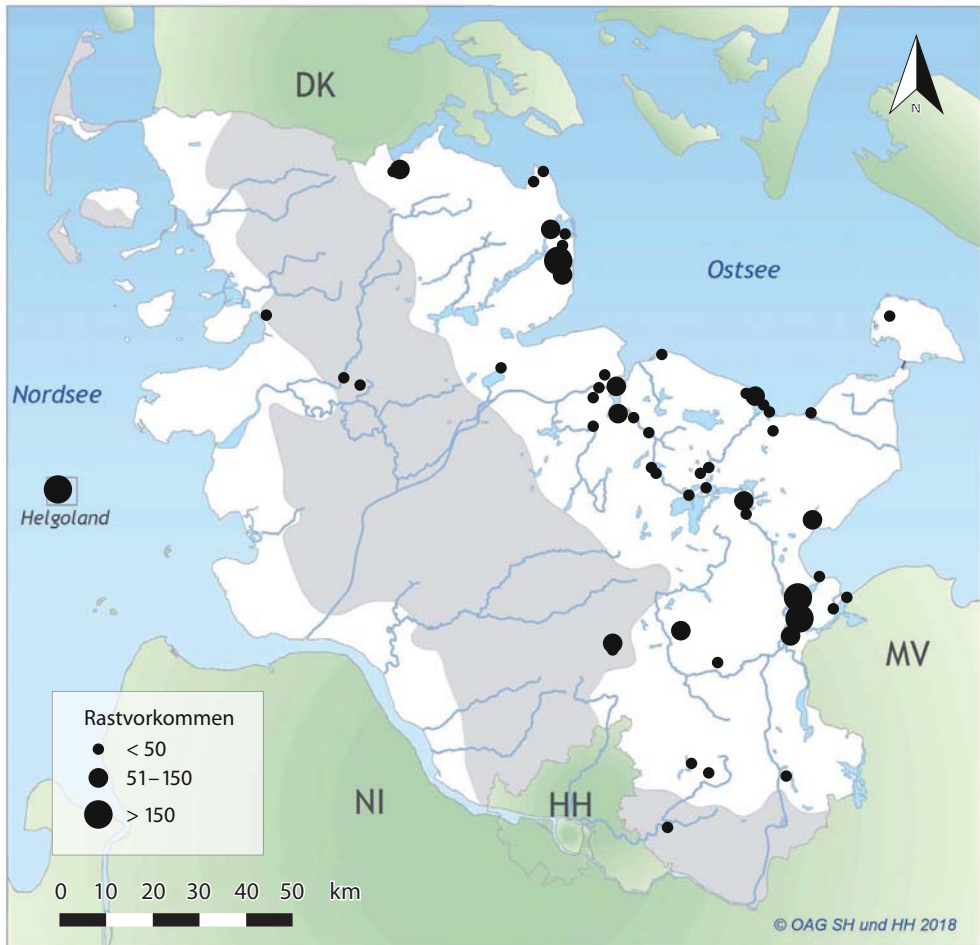 DK
N
Ostsee
Nordsee
Helgoland
MV
Rastvorkommen
< 50
51–150
> 150
NI
HH
0 10 20 30 40 50 km
© OAG SH und HH 2018